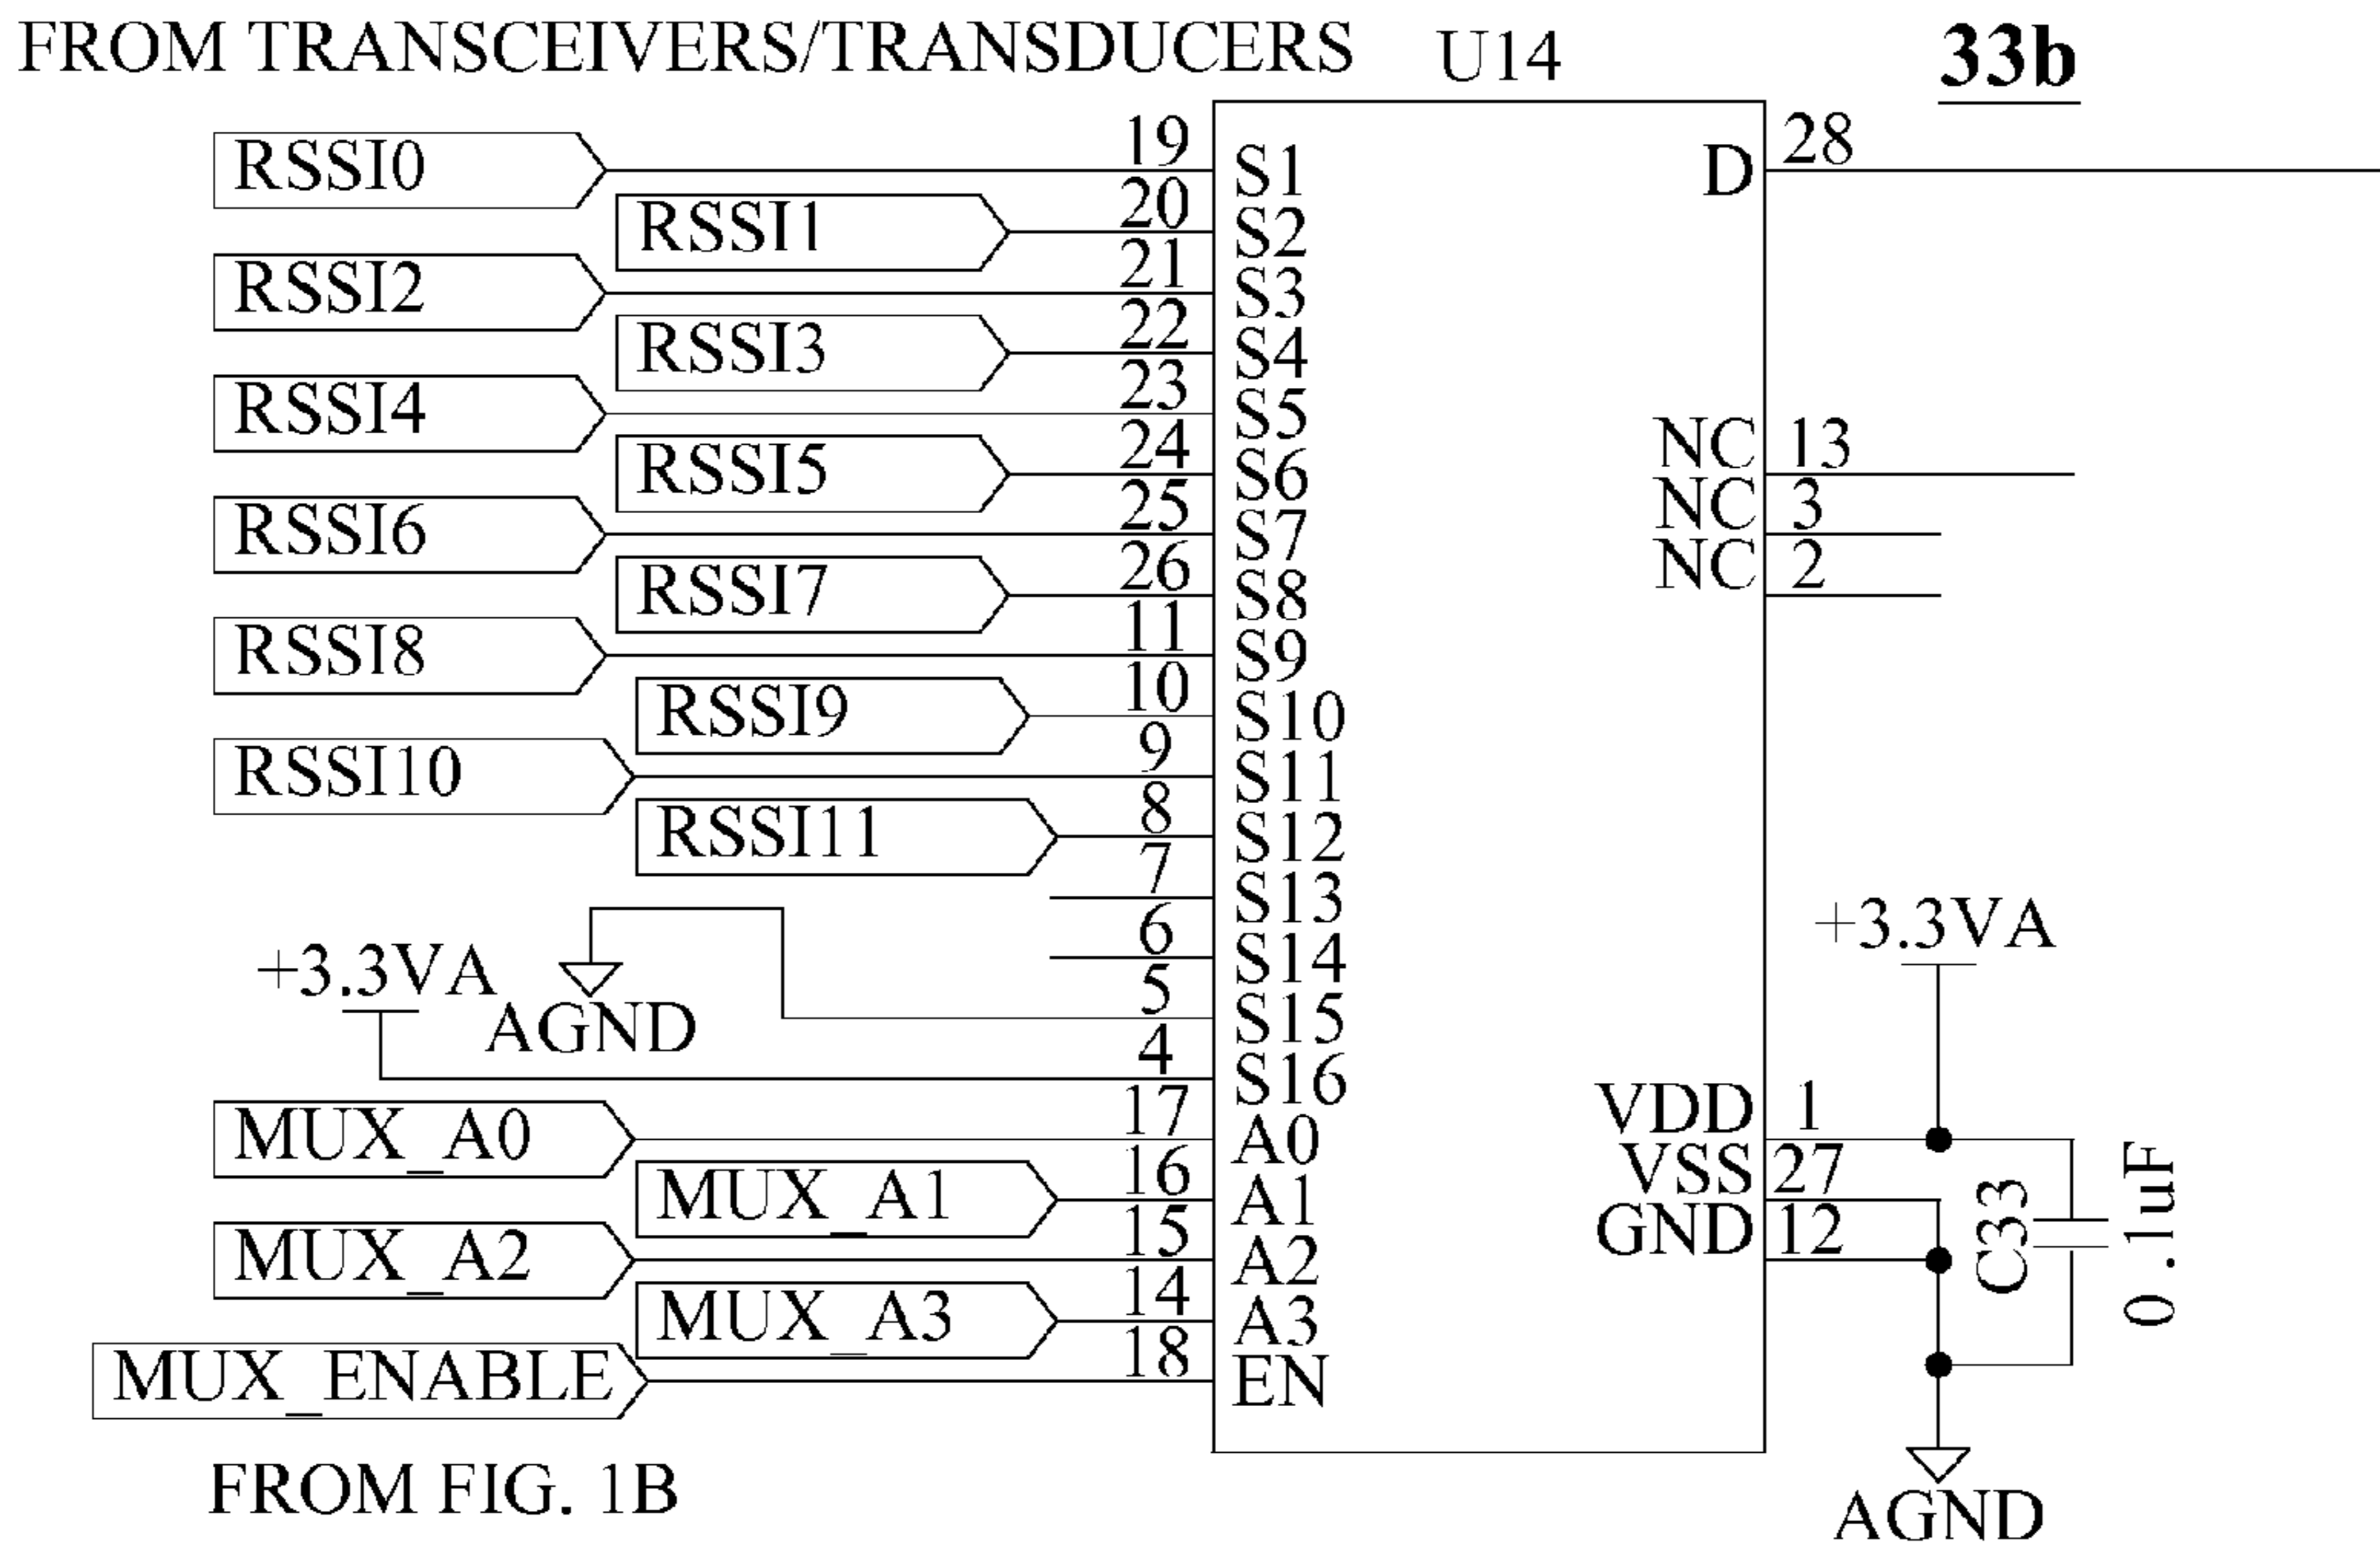 FROM TRANSCEIVERS/TRANSDUCERS U14 33b
RSSI0 19 S1 D 28
RSSI1 20 S2
RSSI2 21 S3
RSSI3 22 S4
RSSI4 23 S5
RSSI5 24 S6 NC 13
RSSI6 25 S7 NC 3
RSSI7 26 S8 NC 2
RSSI8 11 S9
RSSI9 10 S10
RSSI10 9 S11
RSSI11 8 S12
7 S13
6 S14 +3.3VA
+3.3VA AGND 5 S15
4 S16
MUX_A0 17 A0 VDD 1
MUX_A1 16 A1 VSS 27
MUX_A2 15 A2 GND 12 C33 0.1uF
MUX_A3 14 A3
MUX_ENABLE 18 EN
FROM FIG. 1B AGND